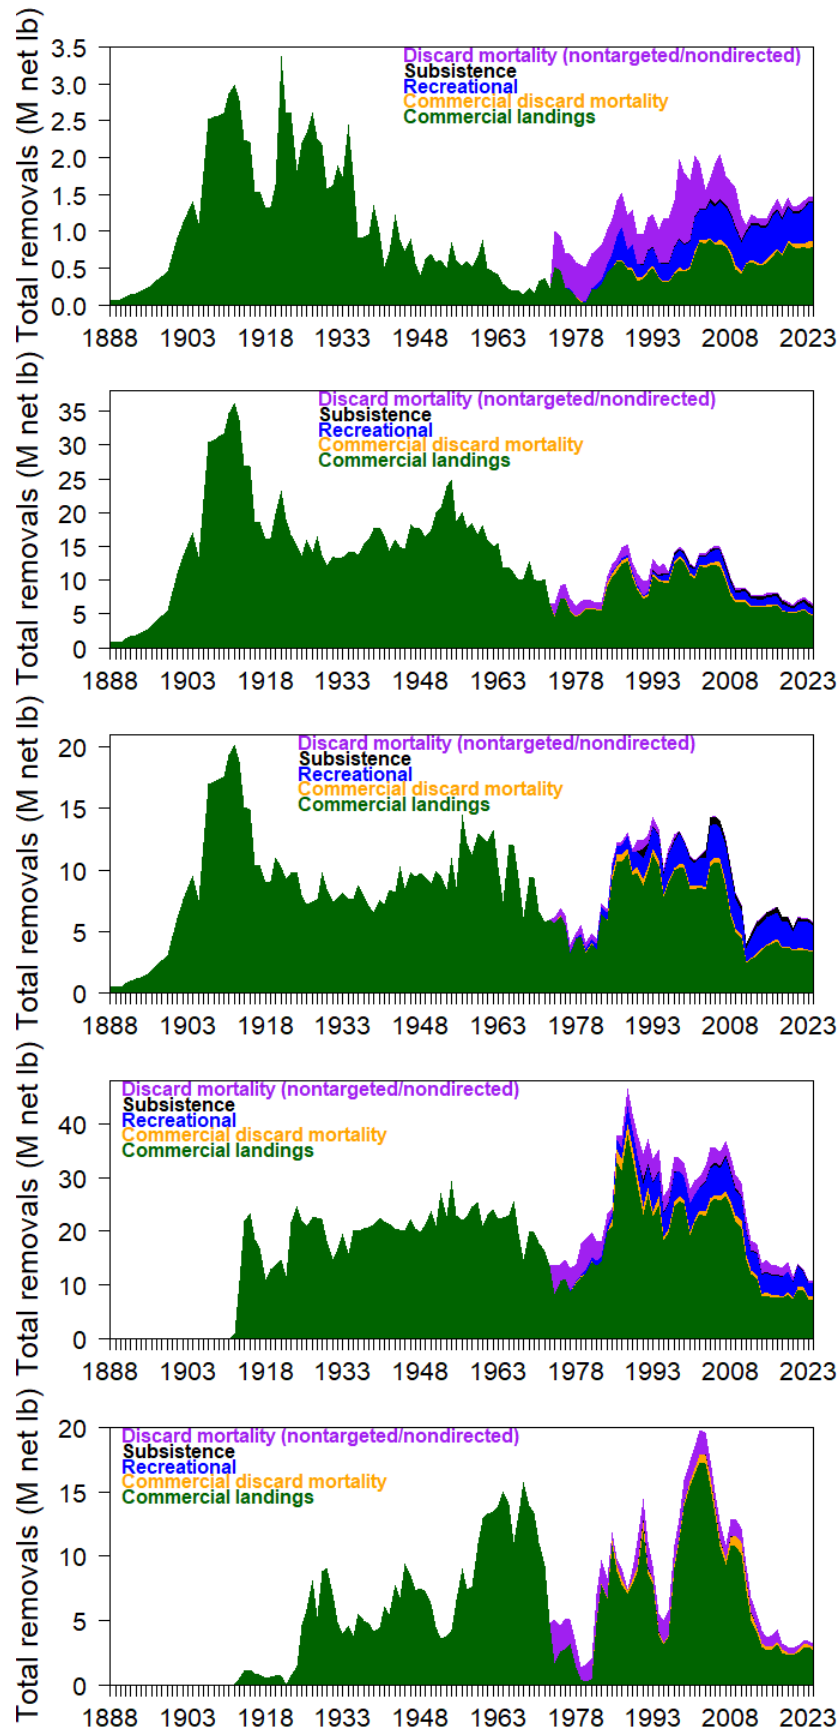 Total removals (M net lb)
3.5
3.0
2.5
2.0
1.5
1.0
0.5
0.0
Discard mortality (nontargeted/nondirected)
Subsistence
Recreational
Commercial discard mortality
Commercial landings
1888 1903 1918 1933 1948 1963 1978 1993 2008 2023
Total removals (M net lb)
35
30
25
20
15
10
5
0
Discard mortality (nontargeted/nondirected)
Subsistence
Recreational
Commercial discard mortality
Commercial landings
1888 1903 1918 1933 1948 1963 1978 1993 2008 2023
Total removals (M net lb)
20
15
10
5
0
Discard mortality (nontargeted/nondirected)
Subsistence
Recreational
Commercial discard mortality
Commercial landings
1888 1903 1918 1933 1948 1963 1978 1993 2008 2023
Total removals (M net lb)
40
30
20
10
0
Discard mortality (nontargeted/nondirected)
Subsistence
Recreational
Commercial discard mortality
Commercial landings
1888 1903 1918 1933 1948 1963 1978 1993 2008 2023
Total removals (M net lb)
20
15
10
5
0
Discard mortality (nontargeted/nondirected)
Subsistence
Recreational
Commercial discard mortality
Commercial landings
1888 1903 1918 1933 1948 1963 1978 1993 2008 2023